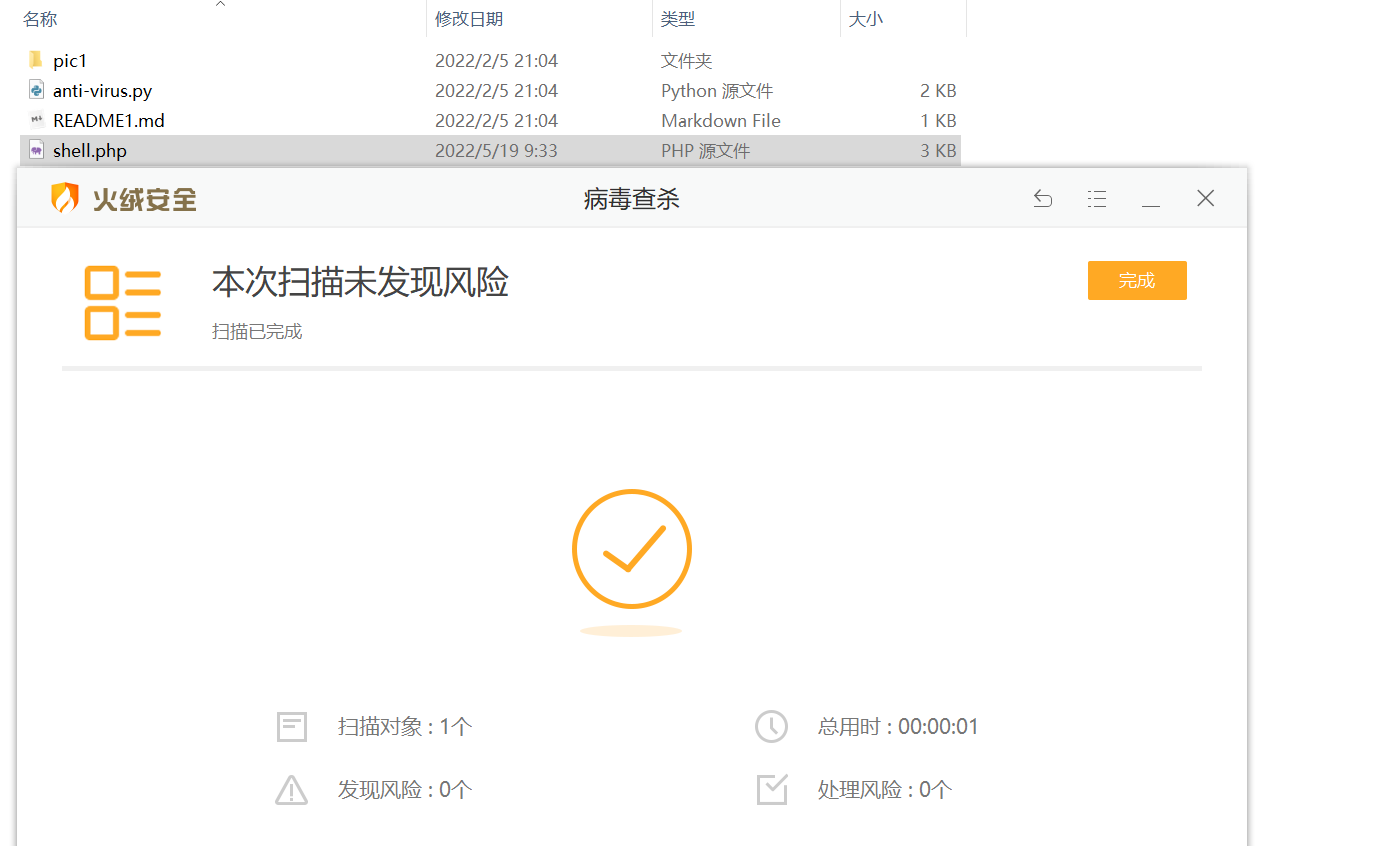 名称 修改日期 类型 大小
pic1 2022/2/5 21:04 文件夹
anti-virus.py 2022/2/5 21:04 Python 源文件 2 KB
README1.md 2022/2/5 21:04 Markdown File 1 KB
shell.php 2022/5/19 9:33 PHP 源文件 3 KB
火绒安全 病毒查杀
本次扫描未发现风险
完成
扫描已完成
扫描对象 : 1个 总用时 : 00:00:01
发现风险 : 0个 处理风险 : 0个